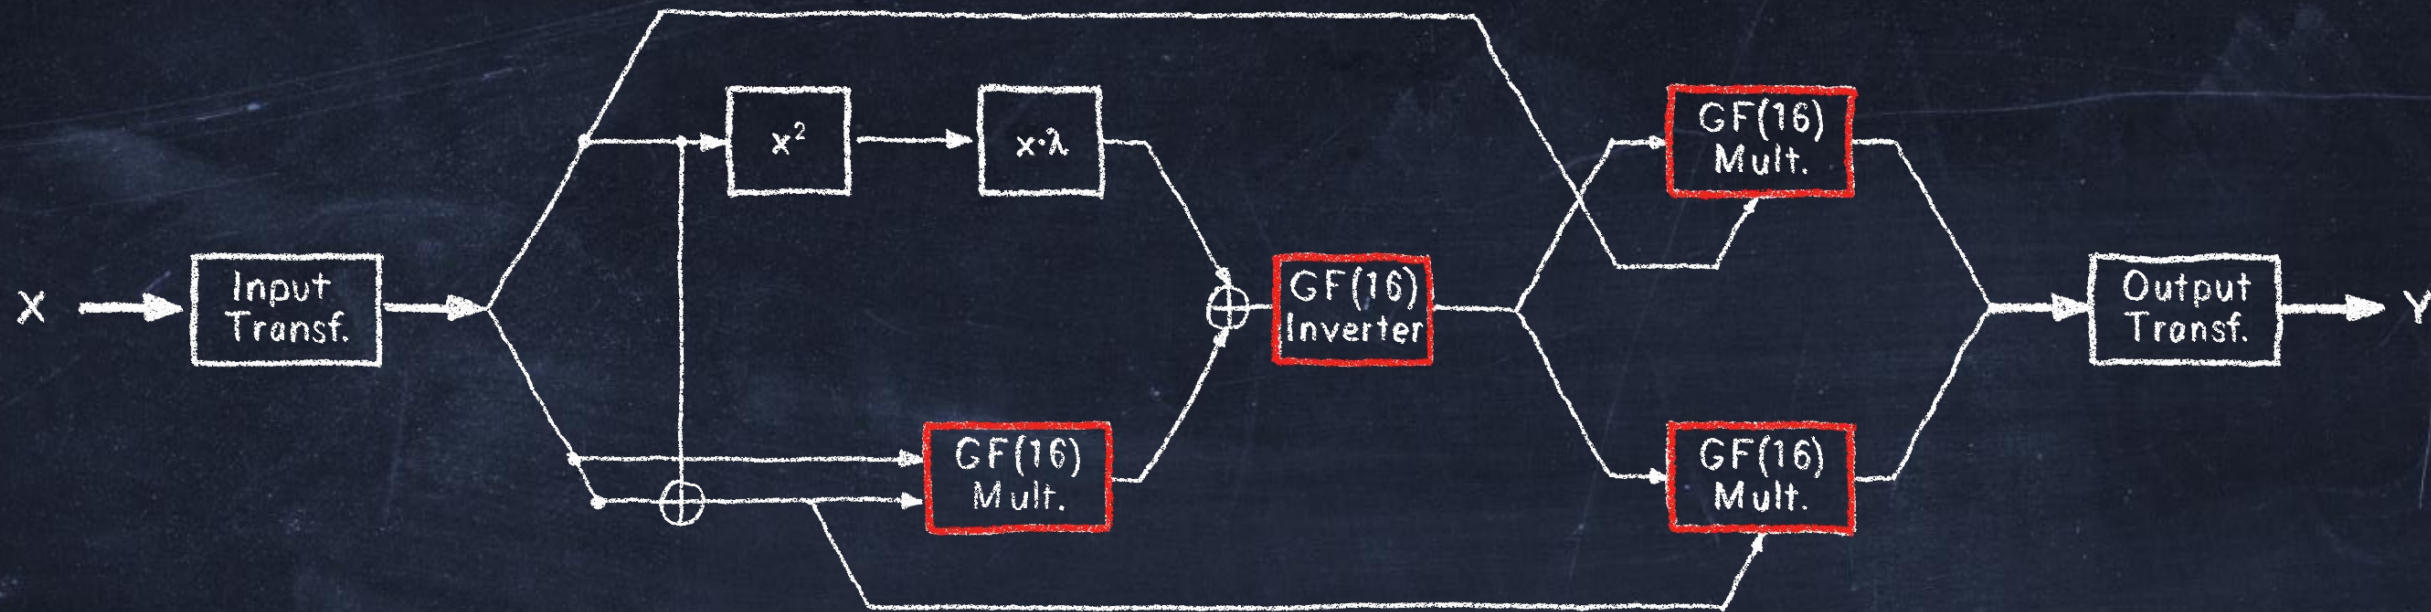 X
Input
Transf.
x²
x·λ
GF(16)
Mult.
GF(16)
Inverter
GF(16)
Mult.
GF(16)
Mult.
Output
Transf.
Y